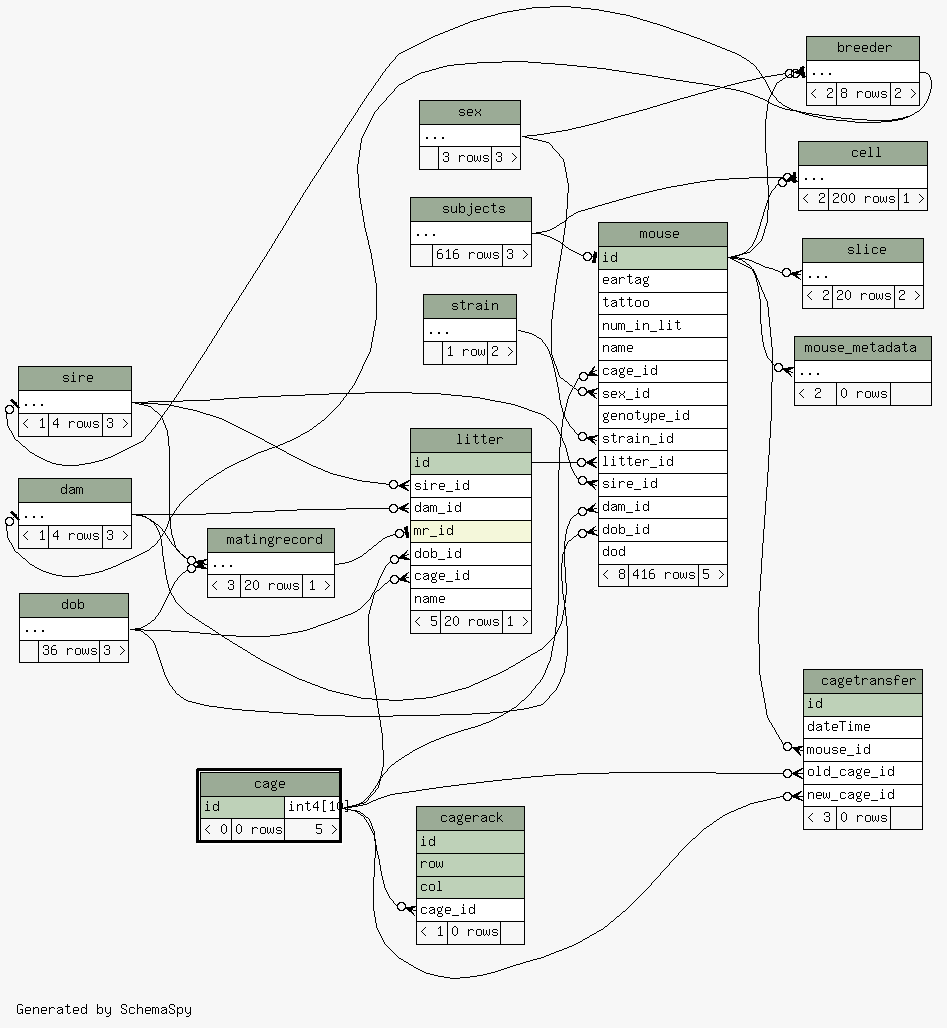 breeder
...
< 2 8 rows 2 >
sex
...
3 rows 3 >
cell
...
< 2 200 rows 1 >
subjects
...
616 rows 3 >
mouse
id
eartag
tattoo
num_in_lit
name
cage_id
sex_id
genotype_id
strain_id
litter_id
sire_id
dam_id
dob_id
dod
< 8 416 rows 5 >
slice
...
< 2 20 rows 2 >
strain
...
1 row 2 >
mouse_metadata
...
< 2 0 rows
sire
...
< 1 4 rows 3 >
litter
id
sire_id
dam_id
mr_id
dob_id
cage_id
name
< 5 20 rows 1 >
dam
...
< 1 4 rows 3 >
matingrecord
...
< 3 20 rows 1 >
dob
...
36 rows 3 >
cagetransfer
id
dateTime
mouse_id
old_cage_id
new_cage_id
< 3 0 rows
cage
id int4[10]
< 0 0 rows 5 >
cagerack
id
row
col
cage_id
< 1 0 rows
Generated by SchemaSpy